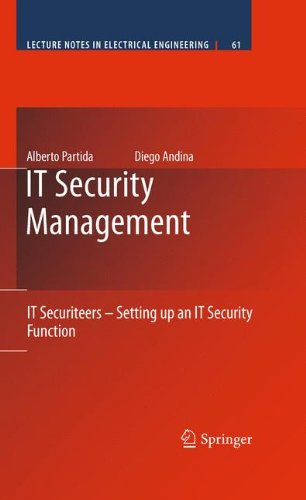 LECTURE NOTES IN ELECTRICAL ENGINEERING | 61
Alberto Partida Diego Andina
IT Security
Management
IT Securiteers – Setting up an IT Security
Function
Springer